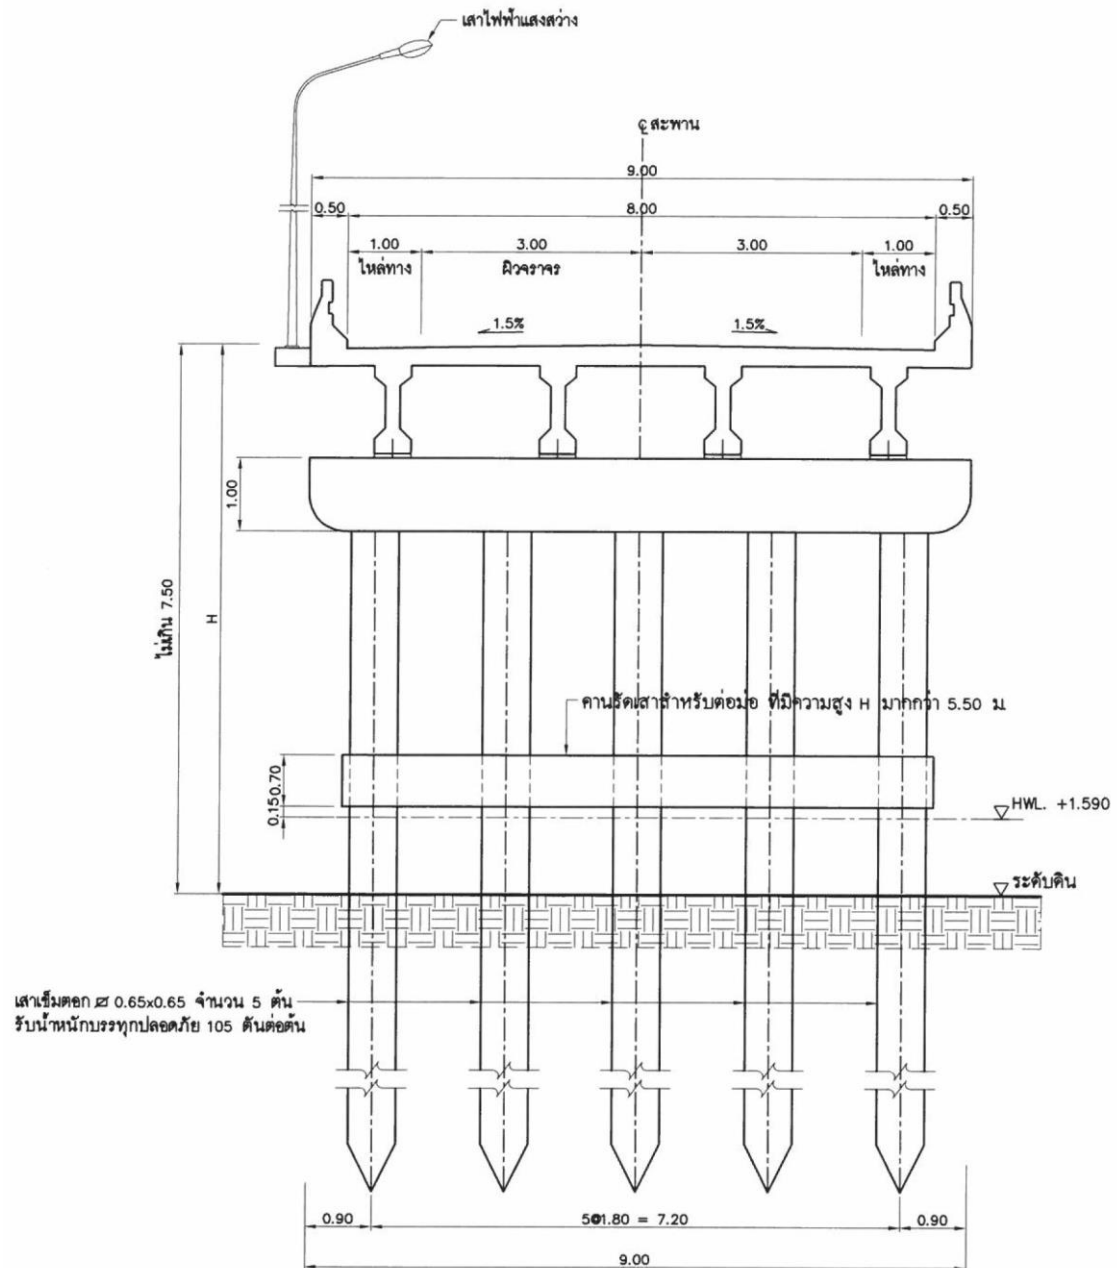 เสาไฟฟ้าแสงสว่าง
℄ สะพาน
9.00
0.50 8.00 0.50
1.00 3.00 3.00 1.00
ไหล่ทาง ผิวจราจร ไหล่ทาง
1.5% 1.5%
1.00
ไม่เกิน 7.50
H
คานรัดเสาสำหรับต่อม่อ ที่มีความสูง H มากกว่า 5.50 ม.
0.70
0.15
HWL. +1.590
ระดับดิน
เสาเข็มตอก 0.65x0.65 จำนวน 5 ต้น
รับน้ำหนักบรรทุกปลอดภัย 105 ตันต่อต้น
0.90 5@1.80 = 7.20 0.90
9.00